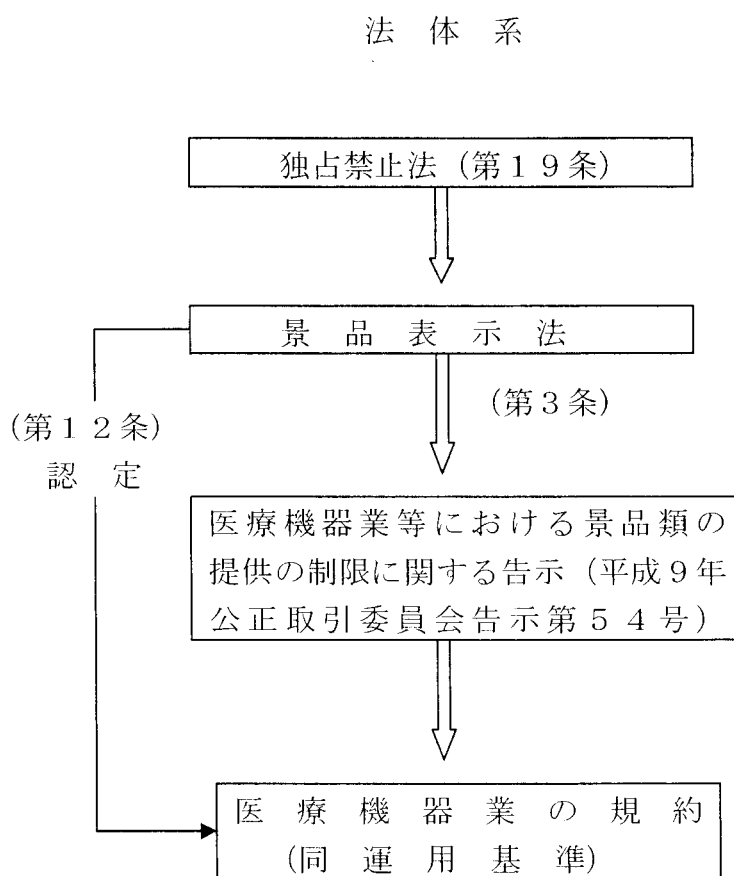 法体系
独占禁止法（第１９条）
景品表示法
（第３条）
（第１２条）
認定
医療機器業等における景品類の
提供の制限に関する告示（平成９年
公正取引委員会告示第５４号）
医療機器業の規約
（同運用基準）